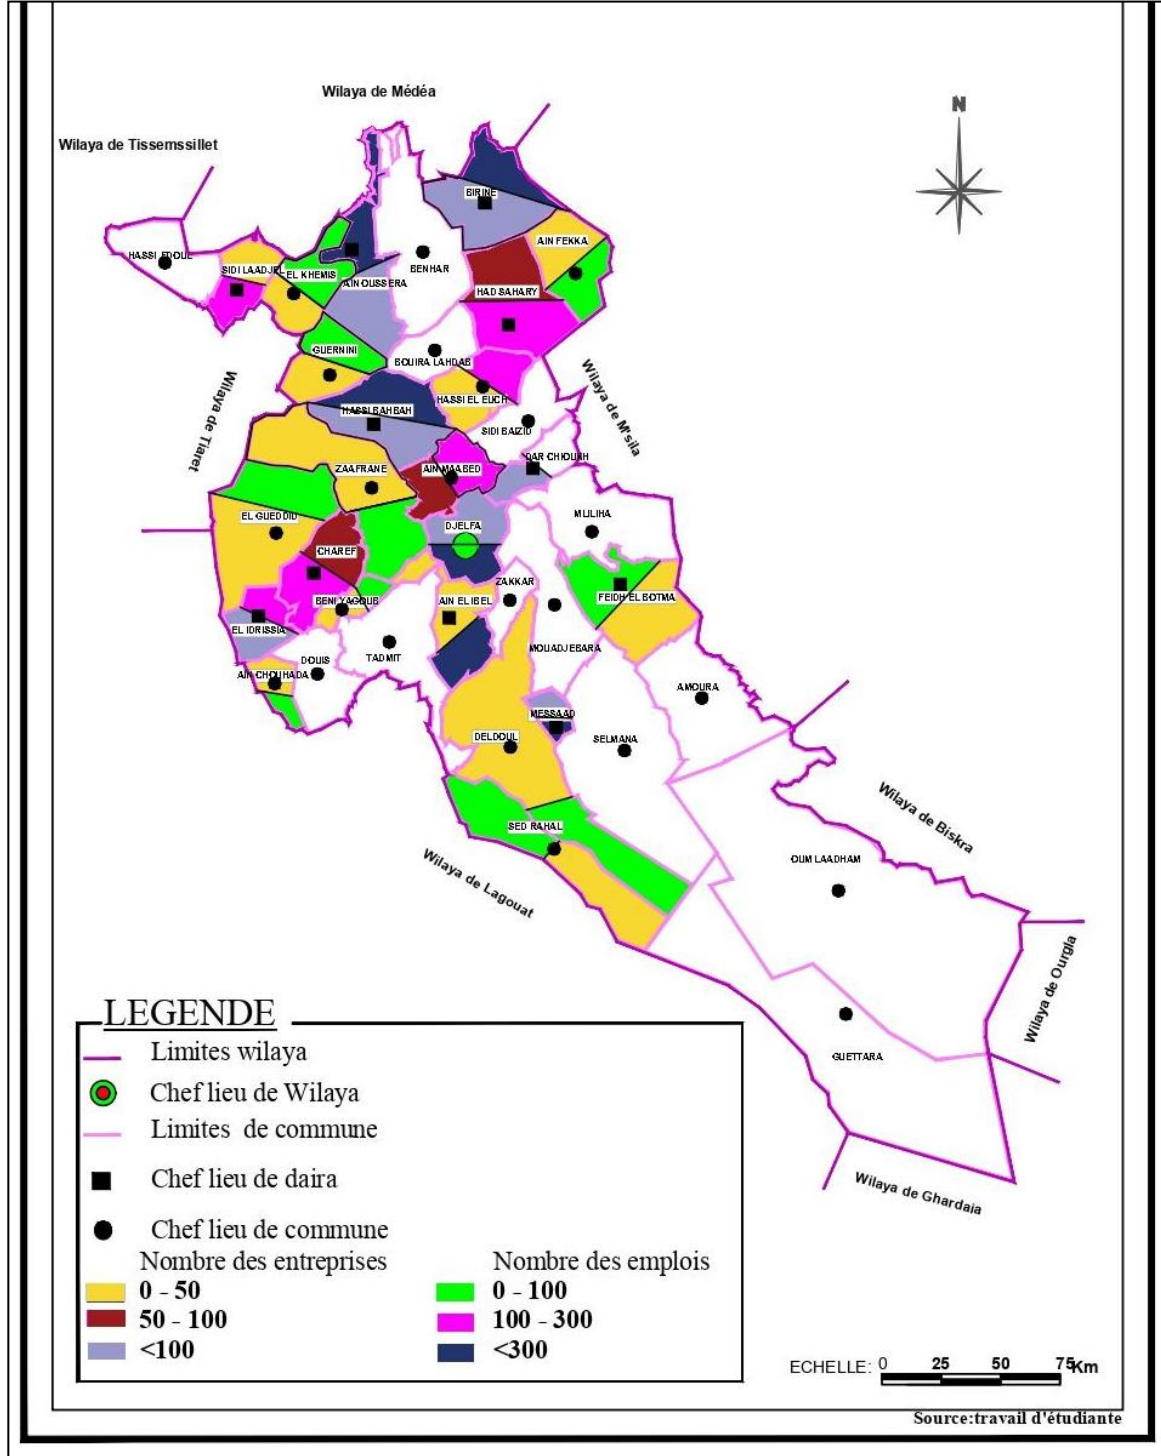 Wilaya de Médéa
N
Wilaya de Tissemssillet
BIRINE
AIN FEKKA
HASSI FDOUL
SIDI LAADJEL
EL KHEMIS
BENHAR
AIN OUSSERA
HAD SAHARY
GUERNINI
BOUIRA LAHDAB
Wilaya de Tiaret
Wilaya de M'sila
HASSI EL EUCH
HASSI BAHBAH
SIDI BAIZID
DAR CHIOUKH
ZAAFRANE
AIN MAABED
EL GUEDDID
DJELFA
MLILIHA
CHAREF
ZAKKAR
FEIDH EL BOTMA
BENI YAGOUB
AIN EL IBEL
EL IDRISSIA
MOUADJEBARA
DOUIS
TADMIT
AIN CHOUHADA
AMOURA
MESSAAD
DELDOUL
SELMANA
SED RAHAL
Wilaya de Biskra
OUM LAADHAM
Wilaya de Lagouat
Wilaya de Ourgla
GUETTARA
Wilaya de Ghardaia
LEGENDE
Limites wilaya
Chef lieu de Wilaya
Limites de commune
Chef lieu de daira
Chef lieu de commune
Nombre des entreprises
0 - 50
50 - 100
<100
Nombre des emplois
0 - 100
100 - 300
<300
ECHELLE: 0 25 50 75 Km
Source:travail d'étudiante